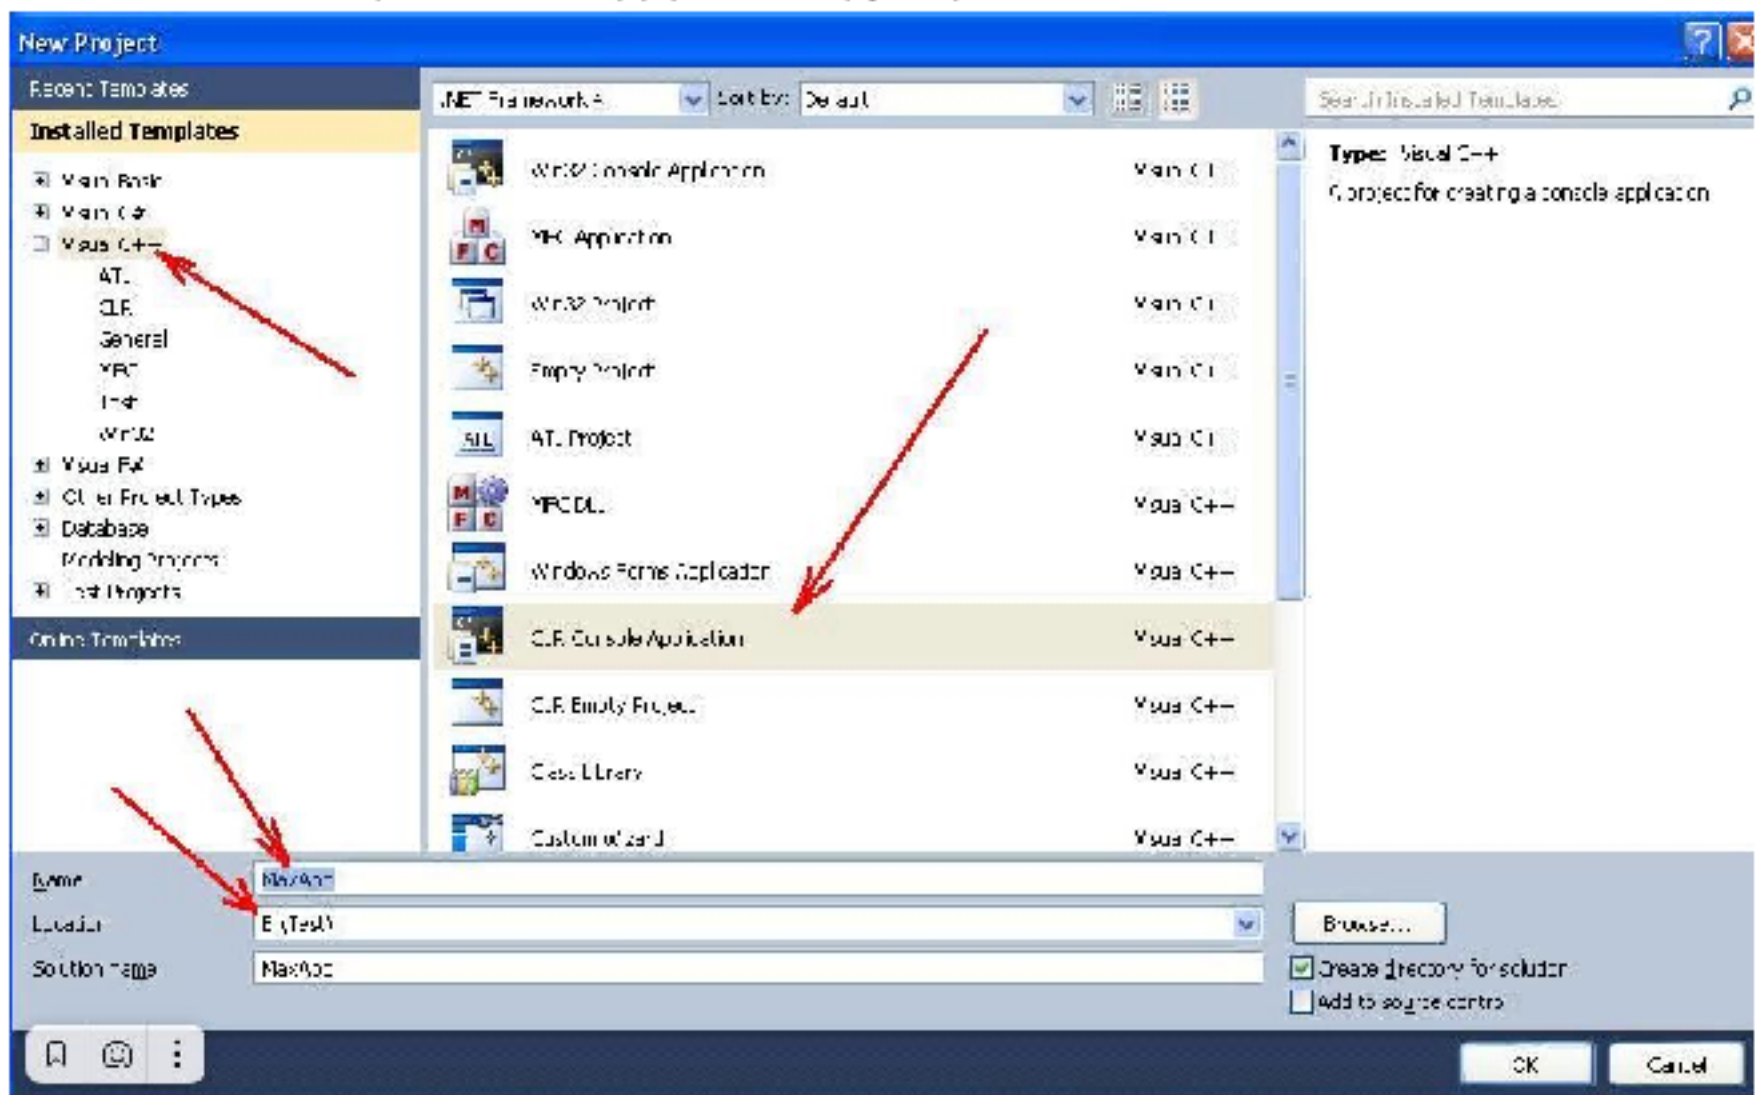 New Project
Recent Templates
.NET Framework 4
Sort by: Default
Search Installed Templates
Installed Templates
Visual Basic
Visual C#
Visual C++
ATL
CLR
General
MFC
Test
Win32
Visual F#
Other Project Types
Database
Modeling Projects
Test Projects
Online Templates
Win32 Console Application Visual C++
MFC Application Visual C++
Win32 Project Visual C++
Empty Project Visual C++
ATL Project Visual C++
MFC DLL Visual C++
Windows Forms Application Visual C++
CLR Console Application Visual C++
CLR Empty Project Visual C++
Class Library Visual C++
Custom Wizard Visual C++
Type: Visual C++
A project for creating a console application
Name
MaxApp
Location
E:\Test\
Browse...
Solution name
MaxApp
Create directory for solution
Add to source control
OK
Cancel